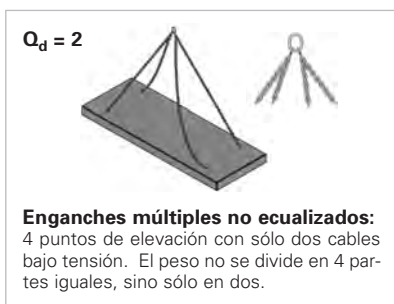 Qd = 2
Enganches múltiples no ecualizados:
4 puntos de elevación con sólo dos cables
bajo tensión. El peso no se divide en 4 par-
tes iguales, sino sólo en dos.